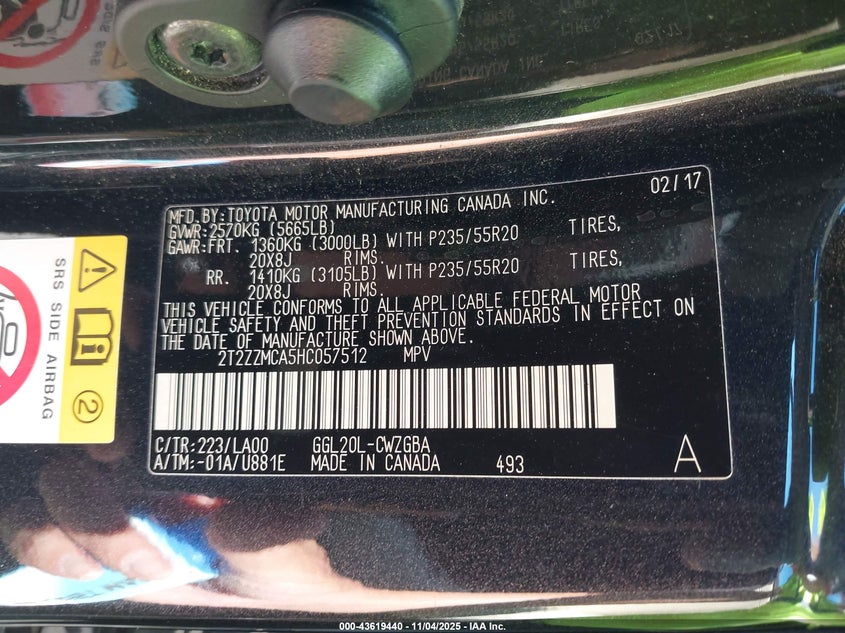 02/17
MFD. BY:TOYOTA MOTOR MANUFACTURING CANADA INC.
GVWR:2570KG (5665LB)
GAWR:FRT. 1360KG (3000LB) WITH P235/55R20 TIRES,
20X8J RIMS.
RR. 1410KG (3105LB) WITH P235/55R20 TIRES,
20X8J RIMS.
THIS VEHICLE CONFORMS TO ALL APPLICABLE FEDERAL MOTOR
VEHICLE SAFETY AND THEFT PREVENTION STANDARDS IN EFFECT ON
THE DATE OF MANUFACTURE SHOWN ABOVE.
2T2ZZMCA5HC057512 MPV
C/TR:223/LA00 GGL20L-CWZGBA
A/TM:-01A/U881E MADE IN CANADA 493 A
SRS SIDE AIRBAG
2
000-43619440 - 11/04/2025 - IAA Inc.